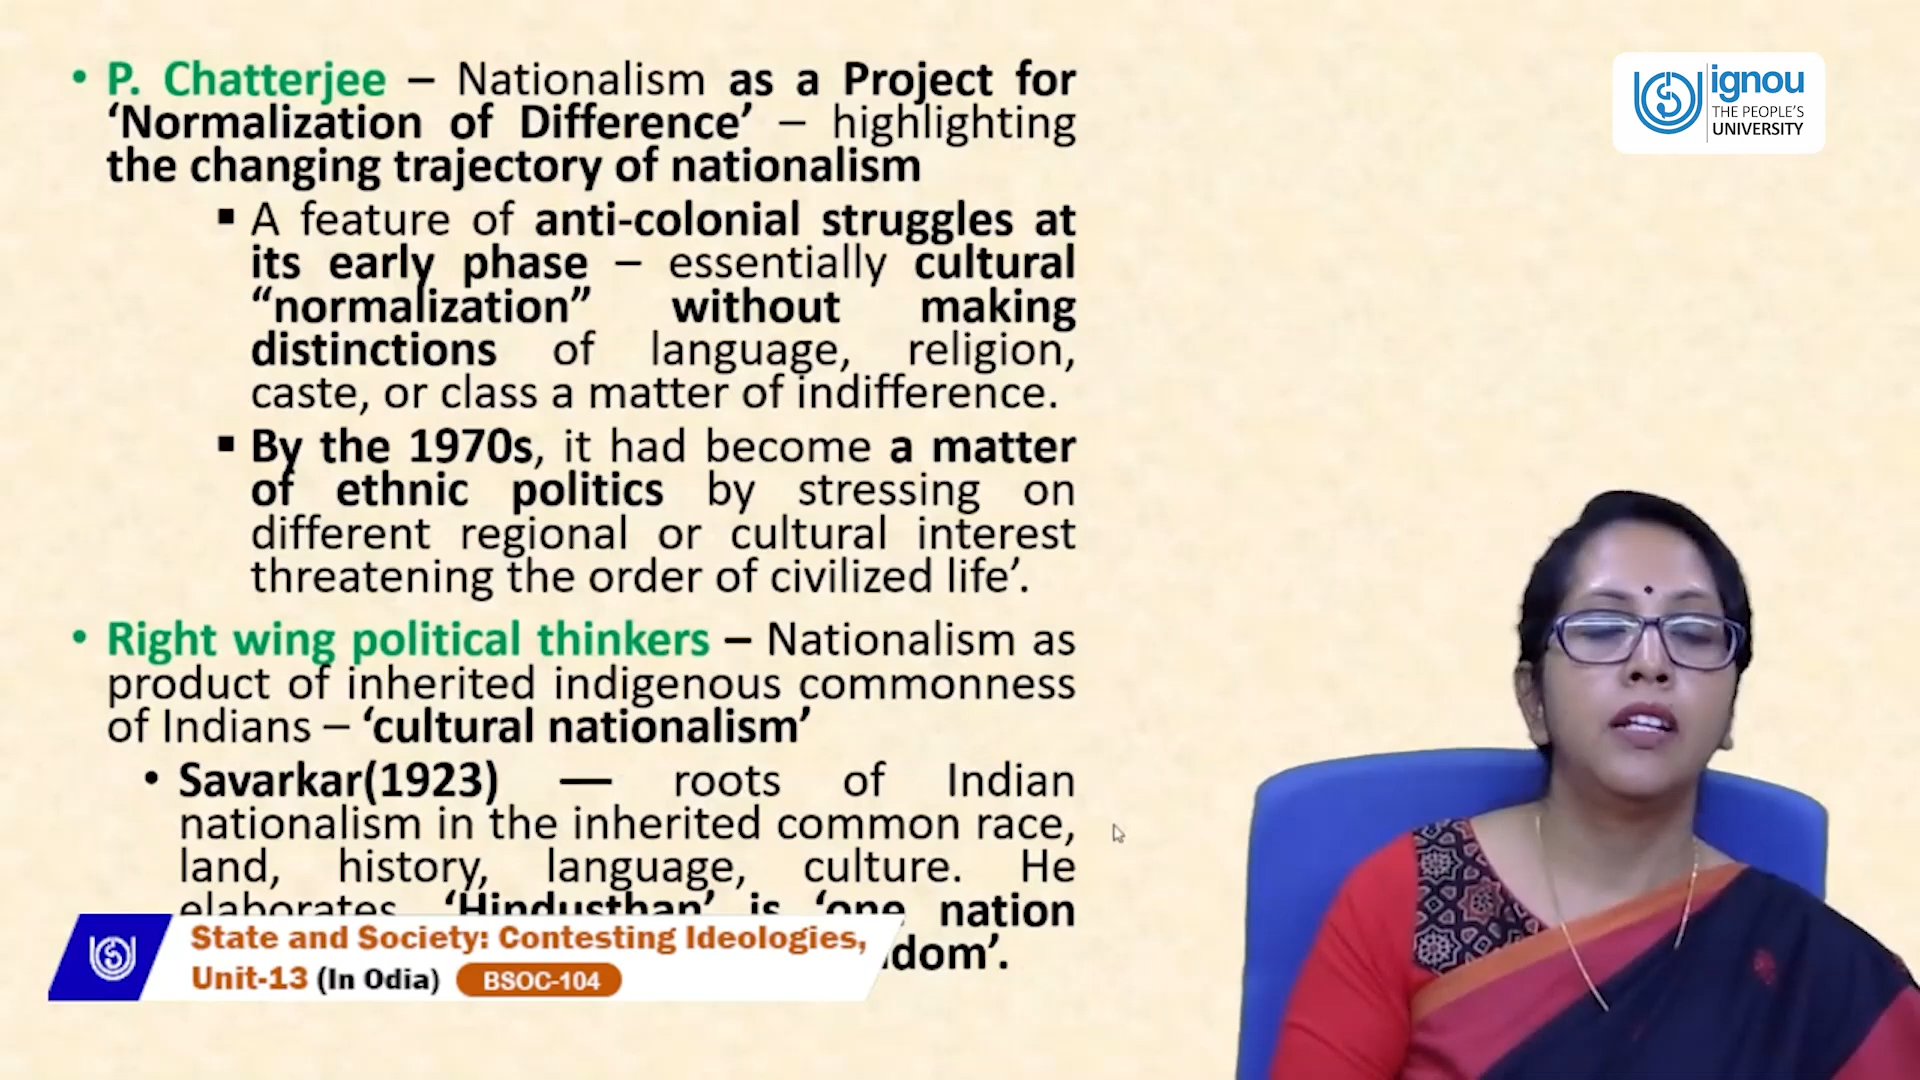 • P. Chatterjee – Nationalism as a Project for
‘Normalization of Difference’ – highlighting
the changing trajectory of nationalism
▪ A feature of anti-colonial struggles at
its early phase – essentially cultural
“normalization” without making
distinctions of language, religion,
caste, or class a matter of indifference.
▪ By the 1970s, it had become a matter
of ethnic politics by stressing on
different regional or cultural interest
threatening the order of civilized life’.
• Right wing political thinkers – Nationalism as
product of inherited indigenous commonness
of Indians – ‘cultural nationalism’
• Savarkar(1923) — roots of Indian
nationalism in the inherited common race,
land, history, language, culture. He
elaborates ‘Hindusthan’ is ‘one nation
dom’.
ignou
THE PEOPLE'S
UNIVERSITY
State and Society: Contesting Ideologies,
Unit-13 (In Odia) BSOC-104